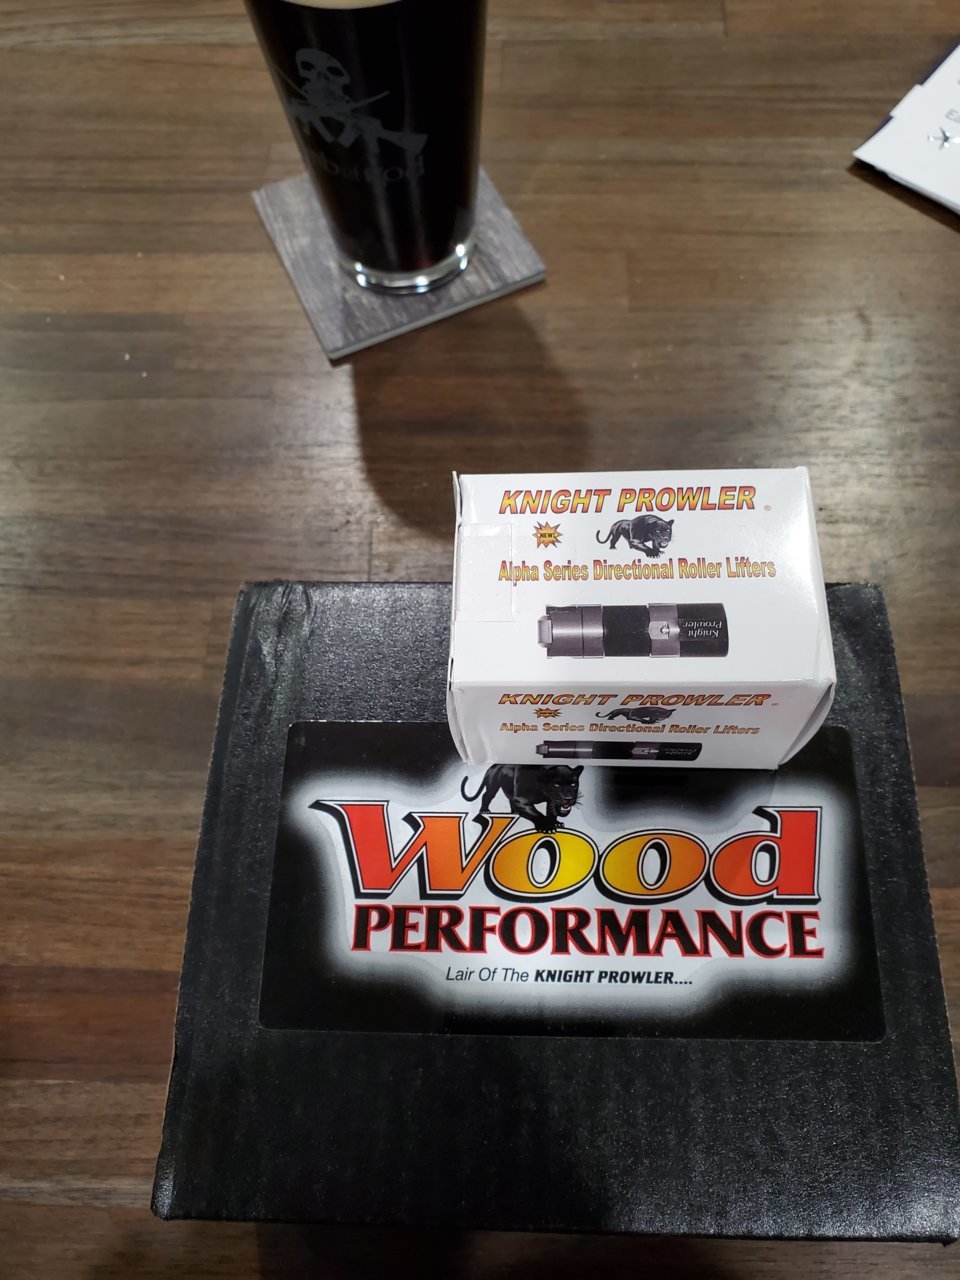 KNIGHT PROWLER ®
NEW!
Alpha Series Directional Roller Lifters
Knight
Prowler
KNIGHT PROWLER
Alpha Series Directional Roller Lifters
Wood
PERFORMANCE
Lair Of The KNIGHT PROWLER....